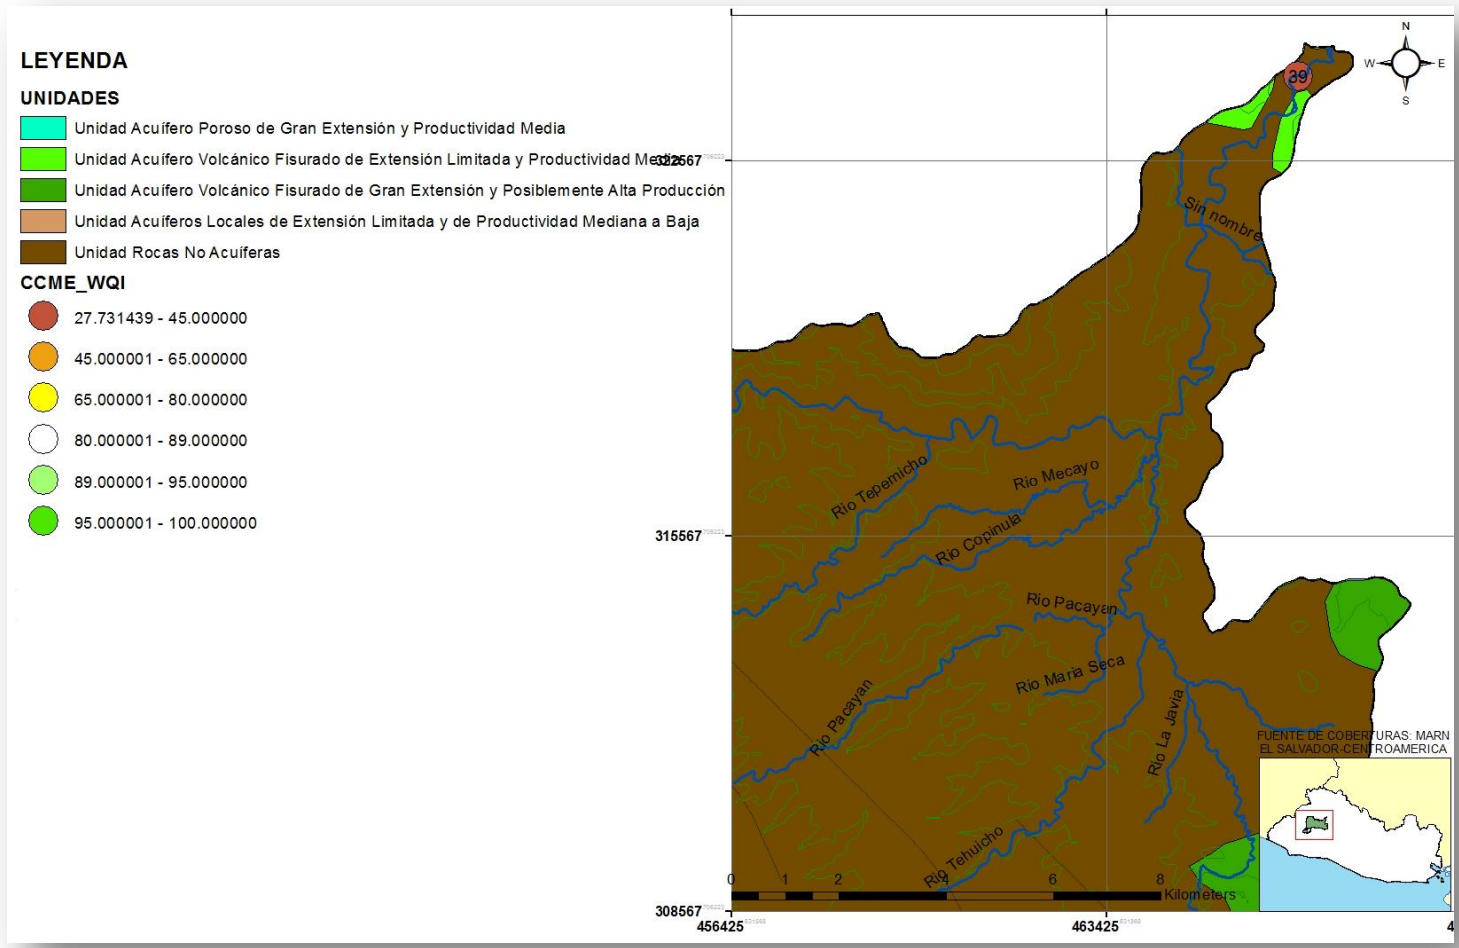 LEYENDA
UNIDADES
Unidad Acuífero Poroso de Gran Extensión y Productividad Media
Unidad Acuífero Volcánico Fisurado de Extensión Limitada y Productividad Media
Unidad Acuífero Volcánico Fisurado de Gran Extensión y Posiblemente Alta Producción
Unidad Acuíferos Locales de Extensión Limitada y de Productividad Mediana a Baja
Unidad Rocas No Acuíferas
CCME_WQI
27.731439 - 45.000000
45.000001 - 65.000000
65.000001 - 80.000000
80.000001 - 89.000000
89.000001 - 95.000000
95.000001 - 100.000000
N
W
E
S
39
322567
Sin nombre
Rio Tepemicho
Rio Mecayo
Rio Copinula
315567
Rio Pacayan
Rio Maria Seca
Rio Pacayan
Rio La Javia
Rio Tehuicho
FUENTE DE COBERTURAS: MARN
EL SALVADOR-CENTROAMERICA
0 1 2 4 6 8
Kilometers
308567
456425
463425
4